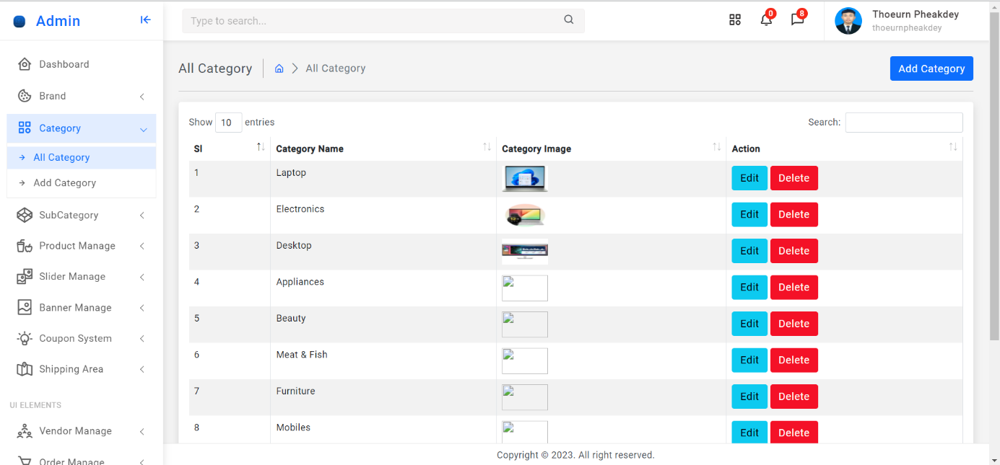 Admin
Type to search...
0
8
Thoeurn Pheakdey
thoeurnpheakdey
Dashboard
Brand
Category
All Category
Add Category
SubCategory
Product Manage
Slider Manage
Banner Manage
Coupon System
Shipping Area
UI ELEMENTS
Vendor Manage
Order Manage
All Category
All Category
Add Category
Show 10 entries
Search:
Sl Category Name Category Image Action
1 Laptop Edit Delete
2 Electronics Edit Delete
3 Desktop Edit Delete
4 Appliances Edit Delete
5 Beauty Edit Delete
6 Meat & Fish Edit Delete
7 Furniture Edit Delete
8 Mobiles Edit Delete
Copyright © 2023. All right reserved.